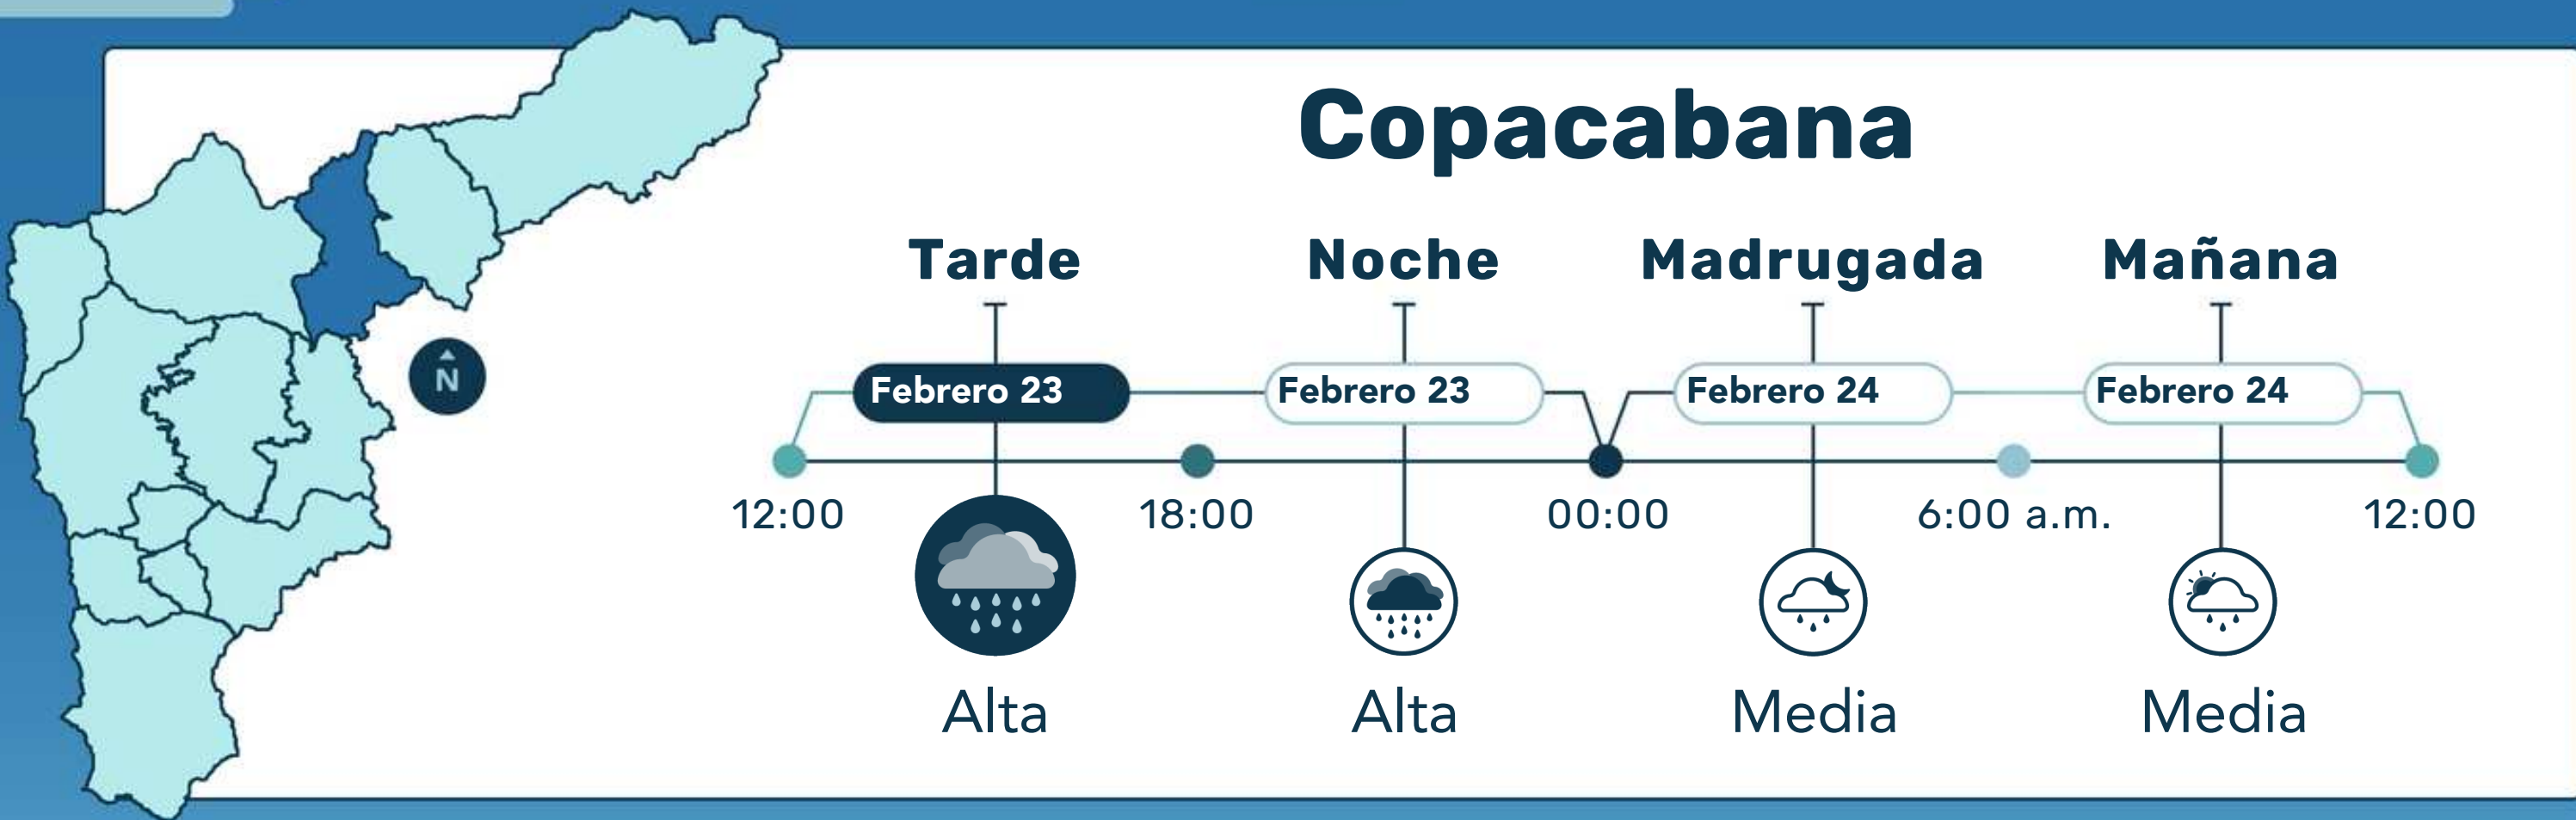 Copacabana
Tarde Noche Madrugada Mañana
N
Febrero 23 Febrero 23 Febrero 24 Febrero 24
12:00 18:00 00:00 6:00 a.m. 12:00
Alta Alta Media Media